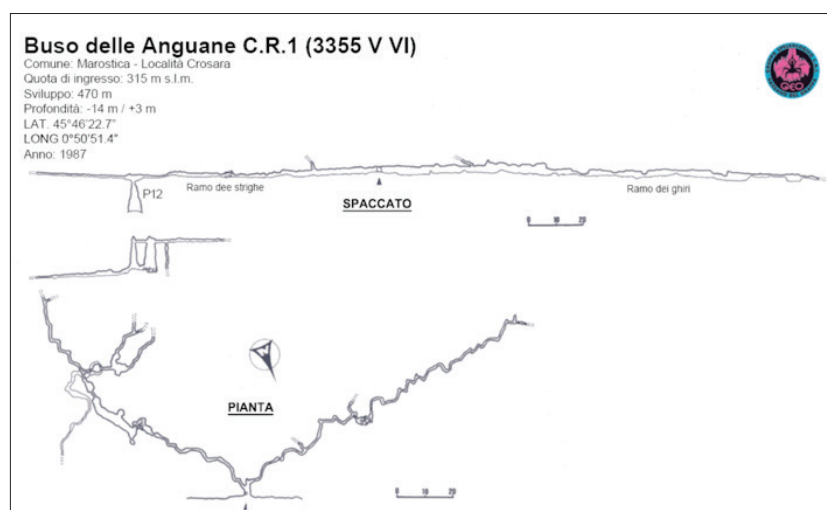 Buso delle Anguane C.R.1 (3355 V VI)
Comune: Marostica - Località Crosara
Quota di ingresso: 315 m s.l.m.
Sviluppo: 470 m
Profondità: -14 m / +3 m
LAT. 45°46'22.7"
LONG 0°50'51.4"
Anno: 1987
P12
Ramo dee strighe
SPACCATO
Ramo dei ghiri
0 10 20
N
PIANTA
0 10 20
GEO